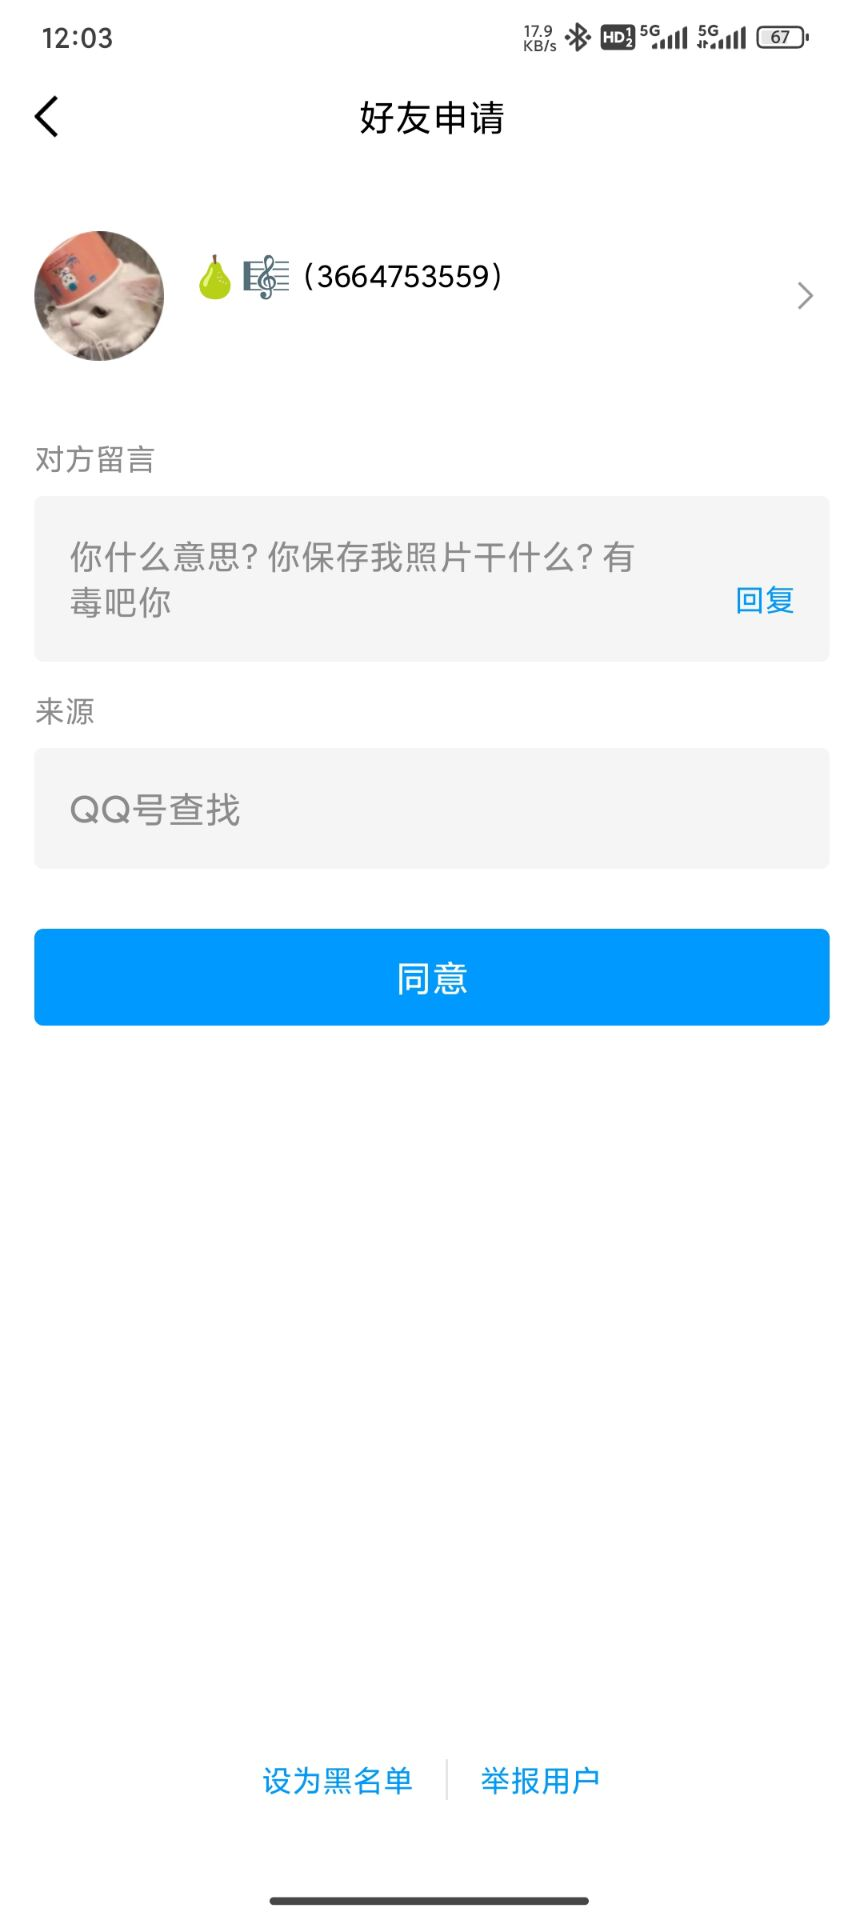 12:03
17.9 KB/s HD 1 2 5G 5G 67
好友申请
🍐🎼 (3664753559)
对方留言
你什么意思? 你保存我照片干什么? 有
毒吧你
回复
来源
QQ号查找
同意
设为黑名单
举报用户